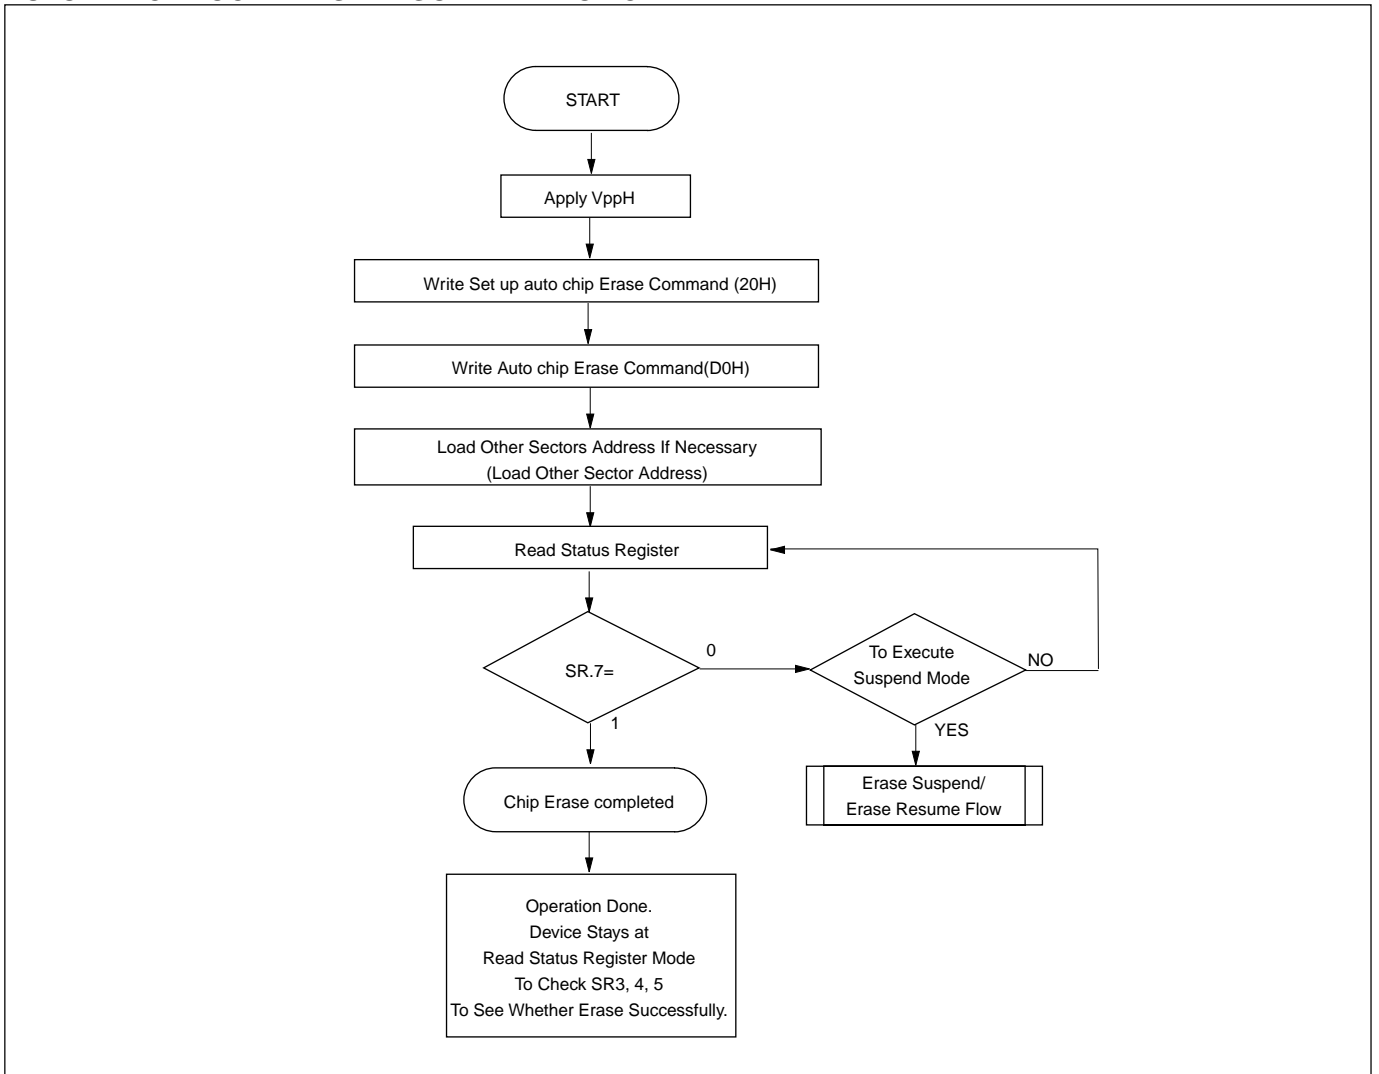 START
Apply VppH
Write Set up auto chip Erase Command (20H)
Write Auto chip Erase Command(D0H)
Load Other Sectors Address If Necessary
(Load Other Sector Address)
Read Status Register
SR.7=
0
To Execute
Suspend Mode
NO
1
YES
Chip Erase completed
Erase Suspend/
Erase Resume Flow
Operation Done.
Device Stays at
Read Status Register Mode
To Check SR3, 4, 5
To See Whether Erase Successfully.